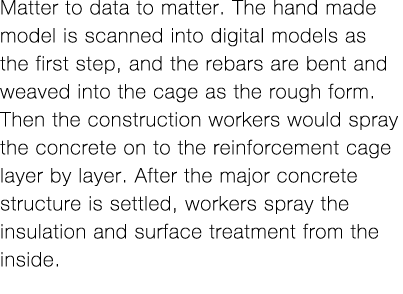 Matter to data to matter. The hand made
model is scanned into digital models as
the first step, and the rebars are bent and
weaved into the cage as the rough form.
Then the construction workers would spray
the concrete on to the reinforcement cage
layer by layer. After the major concrete
structure is settled, workers spray the
insulation and surface treatment from the
inside.